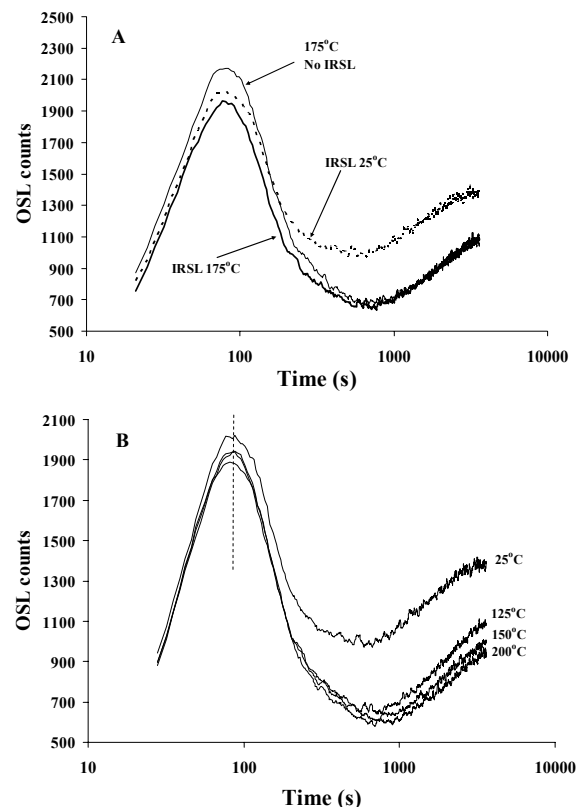 A
2500
2300
2100
1900
1700
1500
1300
1100
900
700
500
OSL counts
175°C
No IRSL
IRSL 25°C
IRSL 175°C
10
100
1000
10000
Time (s)
B
2100
1900
1700
1500
1300
1100
900
700
500
OSL counts
25°C
125°C
150°C
200°C
10
100
1000
10000
Time (s)